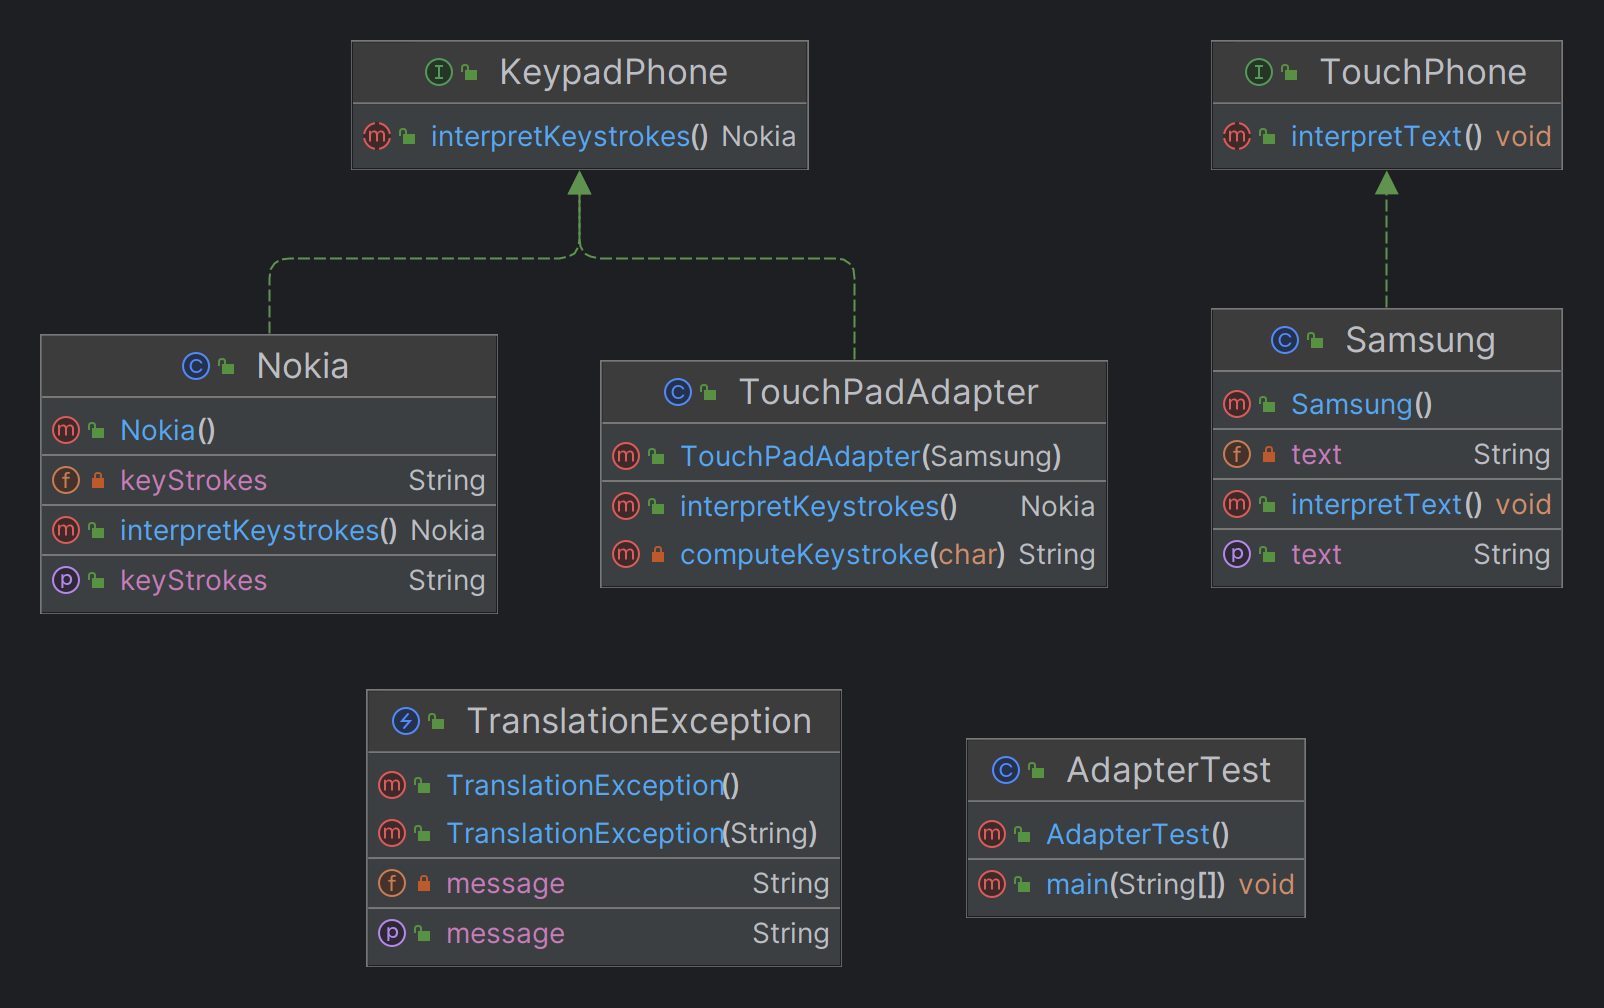 KeypadPhone
interpretKeystrokes() Nokia
TouchPhone
interpretText() void
Nokia
Nokia()
keyStrokes String
interpretKeystrokes() Nokia
keyStrokes String
TouchPadAdapter
TouchPadAdapter(Samsung)
interpretKeystrokes() Nokia
computeKeystroke(char) String
Samsung
Samsung()
text String
interpretText() void
text String
TranslationException
TranslationException()
TranslationException(String)
message String
message String
AdapterTest
AdapterTest()
main(String[]) void